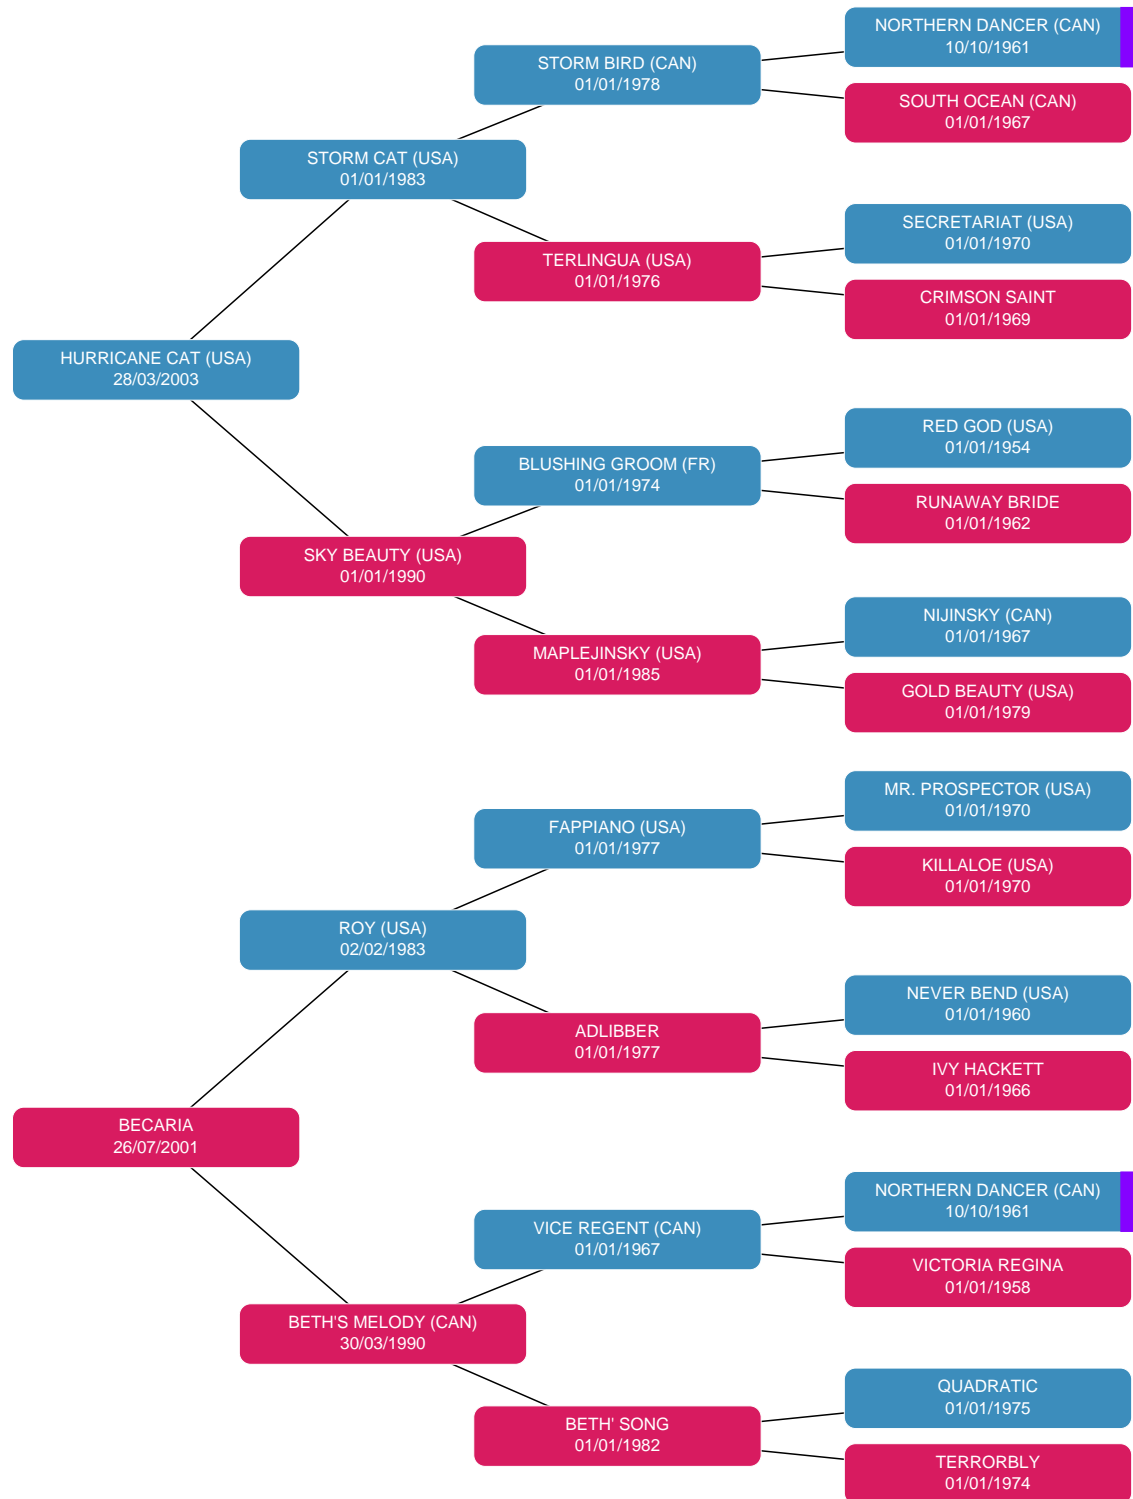 NORTHERN DANCER (CAN)
10/10/1961
STORM BIRD (CAN)
01/01/1978
SOUTH OCEAN (CAN)
01/01/1967
STORM CAT (USA)
01/01/1983
SECRETARIAT (USA)
01/01/1970
TERLINGUA (USA)
01/01/1976
CRIMSON SAINT
01/01/1969
HURRICANE CAT (USA)
28/03/2003
RED GOD (USA)
01/01/1954
BLUSHING GROOM (FR)
01/01/1974
RUNAWAY BRIDE
01/01/1962
SKY BEAUTY (USA)
01/01/1990
NIJINSKY (CAN)
01/01/1967
MAPLEJINSKY (USA)
01/01/1985
GOLD BEAUTY (USA)
01/01/1979
MR. PROSPECTOR (USA)
01/01/1970
FAPPIANO (USA)
01/01/1977
KILLALOE (USA)
01/01/1970
ROY (USA)
02/02/1983
NEVER BEND (USA)
01/01/1960
ADLIBBER
01/01/1977
IVY HACKETT
01/01/1966
BECARIA
26/07/2001
NORTHERN DANCER (CAN)
10/10/1961
VICE REGENT (CAN)
01/01/1967
VICTORIA REGINA
01/01/1958
BETH'S MELODY (CAN)
30/03/1990
QUADRATIC
01/01/1975
BETH' SONG
01/01/1982
TERRORBLY
01/01/1974